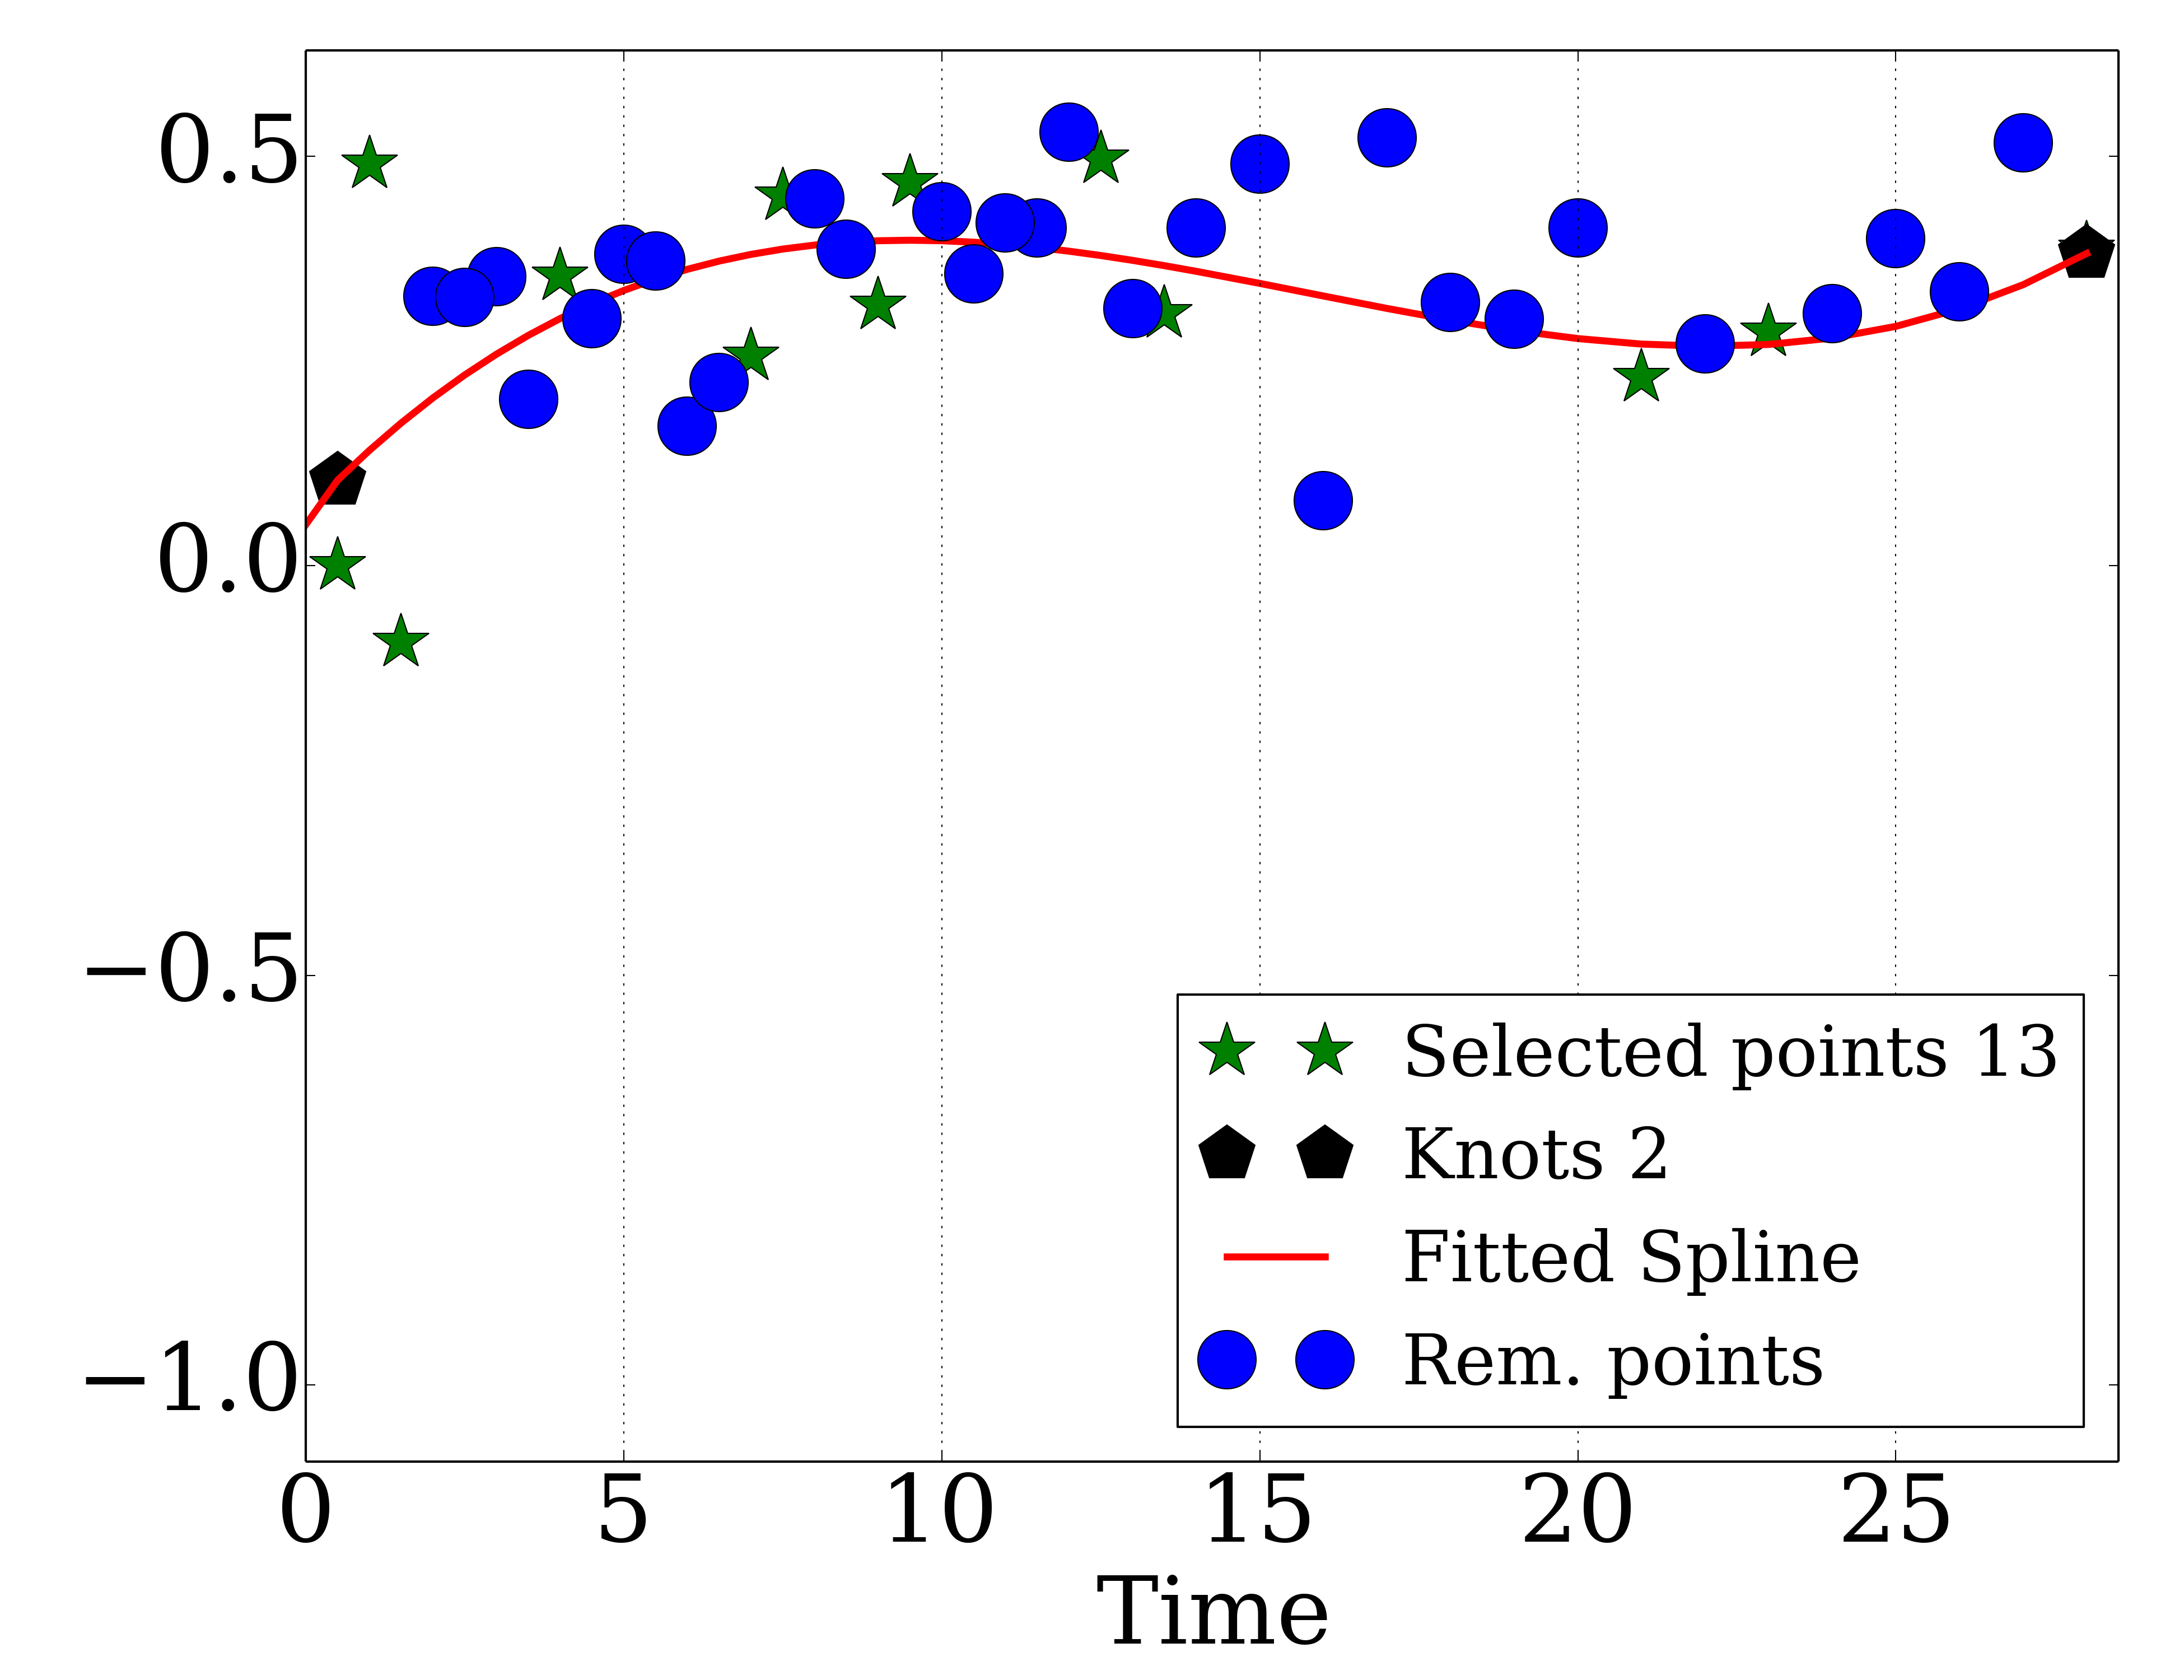 0.5
0.0
−0.5
−1.0
Selected points 13
Knots 2
Fitted Spline
Rem. points
0 5 10 15 20 25
Time